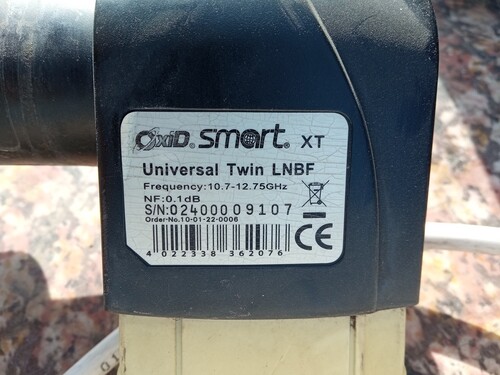 OxiD® smart® XT
Universal Twin LNBF
Frequency:10.7-12.75GHz
NF:0.1dB
S/N:02400009107
Order-No.10-01-22-0006
CE
4 022338 362076